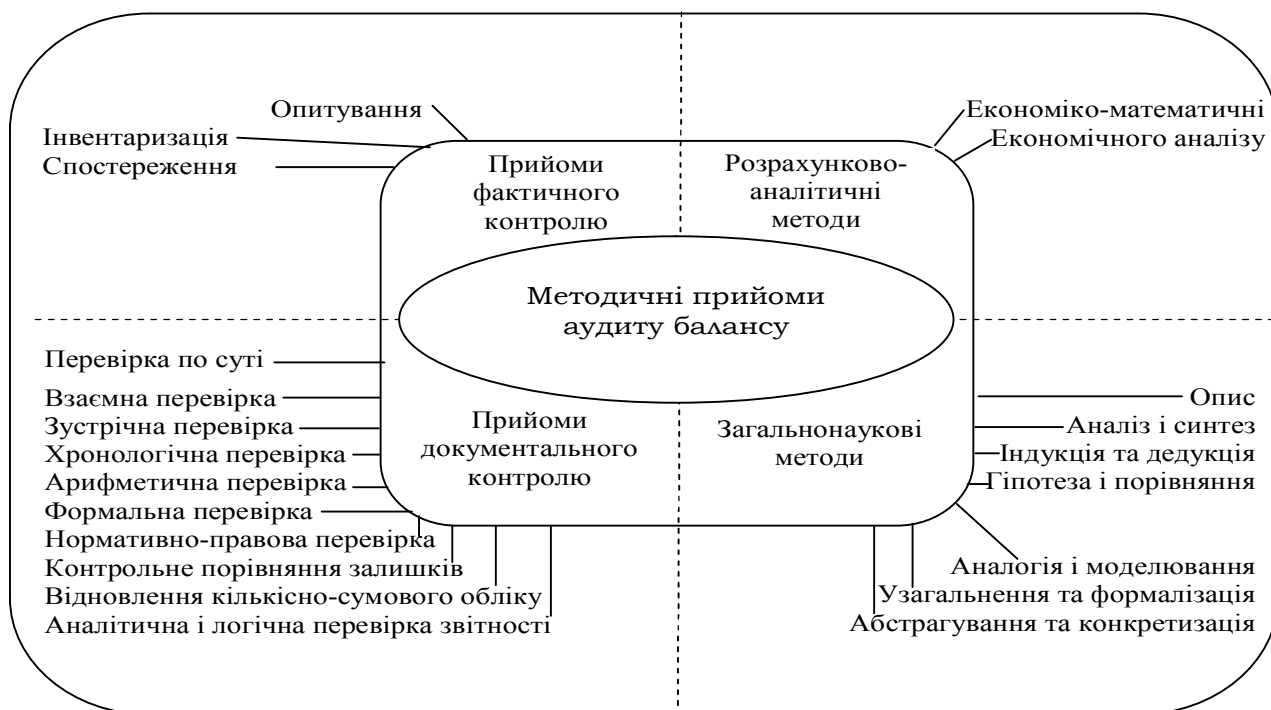 Опитування
Інвентаризація
Спостереження
Економіко-математичні
Економічного аналізу
Прийоми
фактичного
контролю
Розрахунково-
аналітичні
методи
Методичні прийоми
аудиту балансу
Перевірка по суті
Взаємна перевірка
Зустрічна перевірка
Хронологічна перевірка
Арифметична перевірка
Формальна перевірка
Нормативно-правова перевірка
Контрольне порівняння залишків
Відновлення кількісно-сумового обліку
Аналітична і логічна перевірка звітності
Прийоми
документального
контролю
Загальнонаукові
методи
Опис
Аналіз і синтез
Індукція та дедукція
Гіпотеза і порівняння
Аналогія і моделювання
Узагальнення та формалізація
Абстрагування та конкретизація